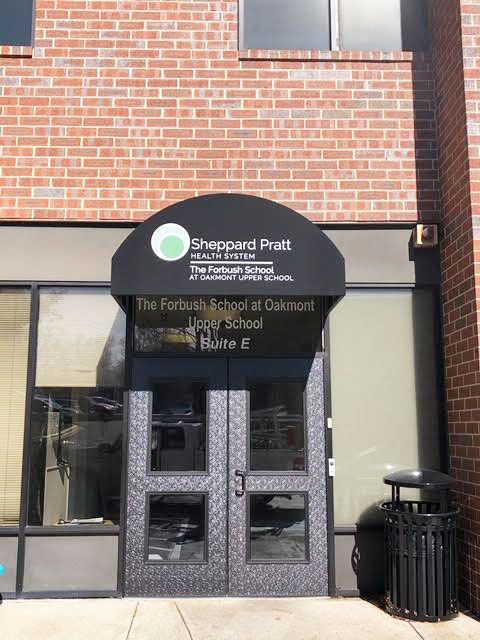 Sheppard Pratt
HEALTH SYSTEM
The Forbush School
AT OAKMONT UPPER SCHOOL
The Forbush School at Oakmont
Upper School
Suite E